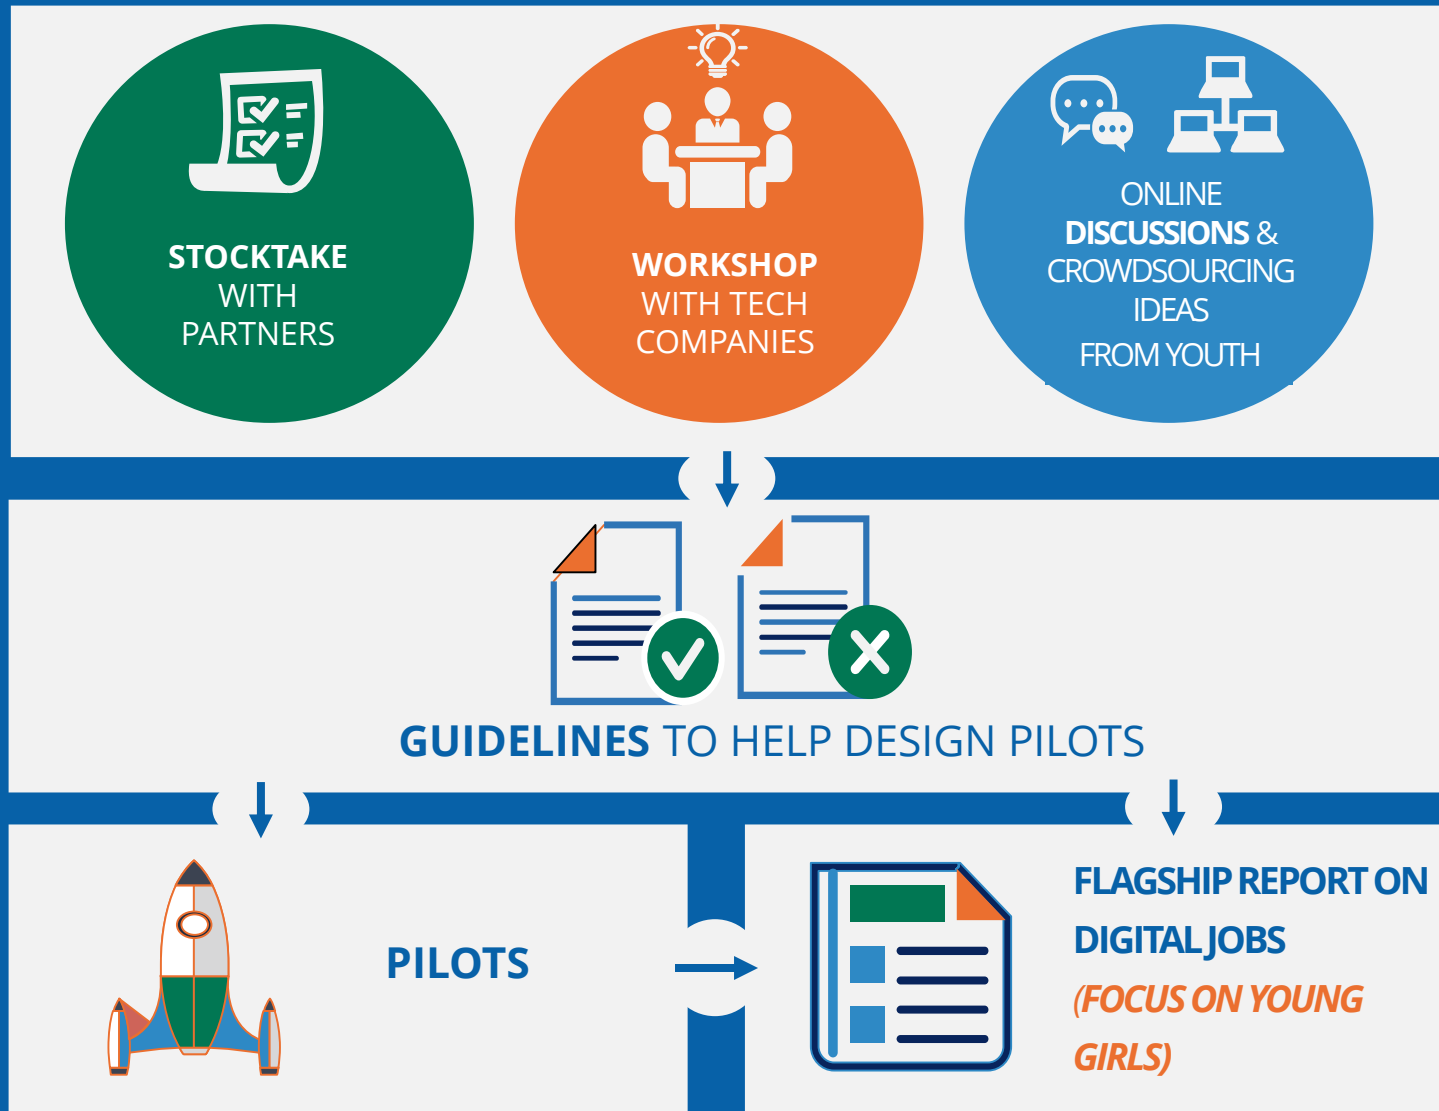 STOCKTAKE
WITH
PARTNERS
WORKSHOP
WITH TECH
COMPANIES
ONLINE
DISCUSSIONS &
CROWDSOURCING
IDEAS
FROM YOUTH
GUIDELINES TO HELP DESIGN PILOTS
PILOTS
FLAGSHIP REPORT ON
DIGITAL JOBS
(FOCUS ON YOUNG
GIRLS)